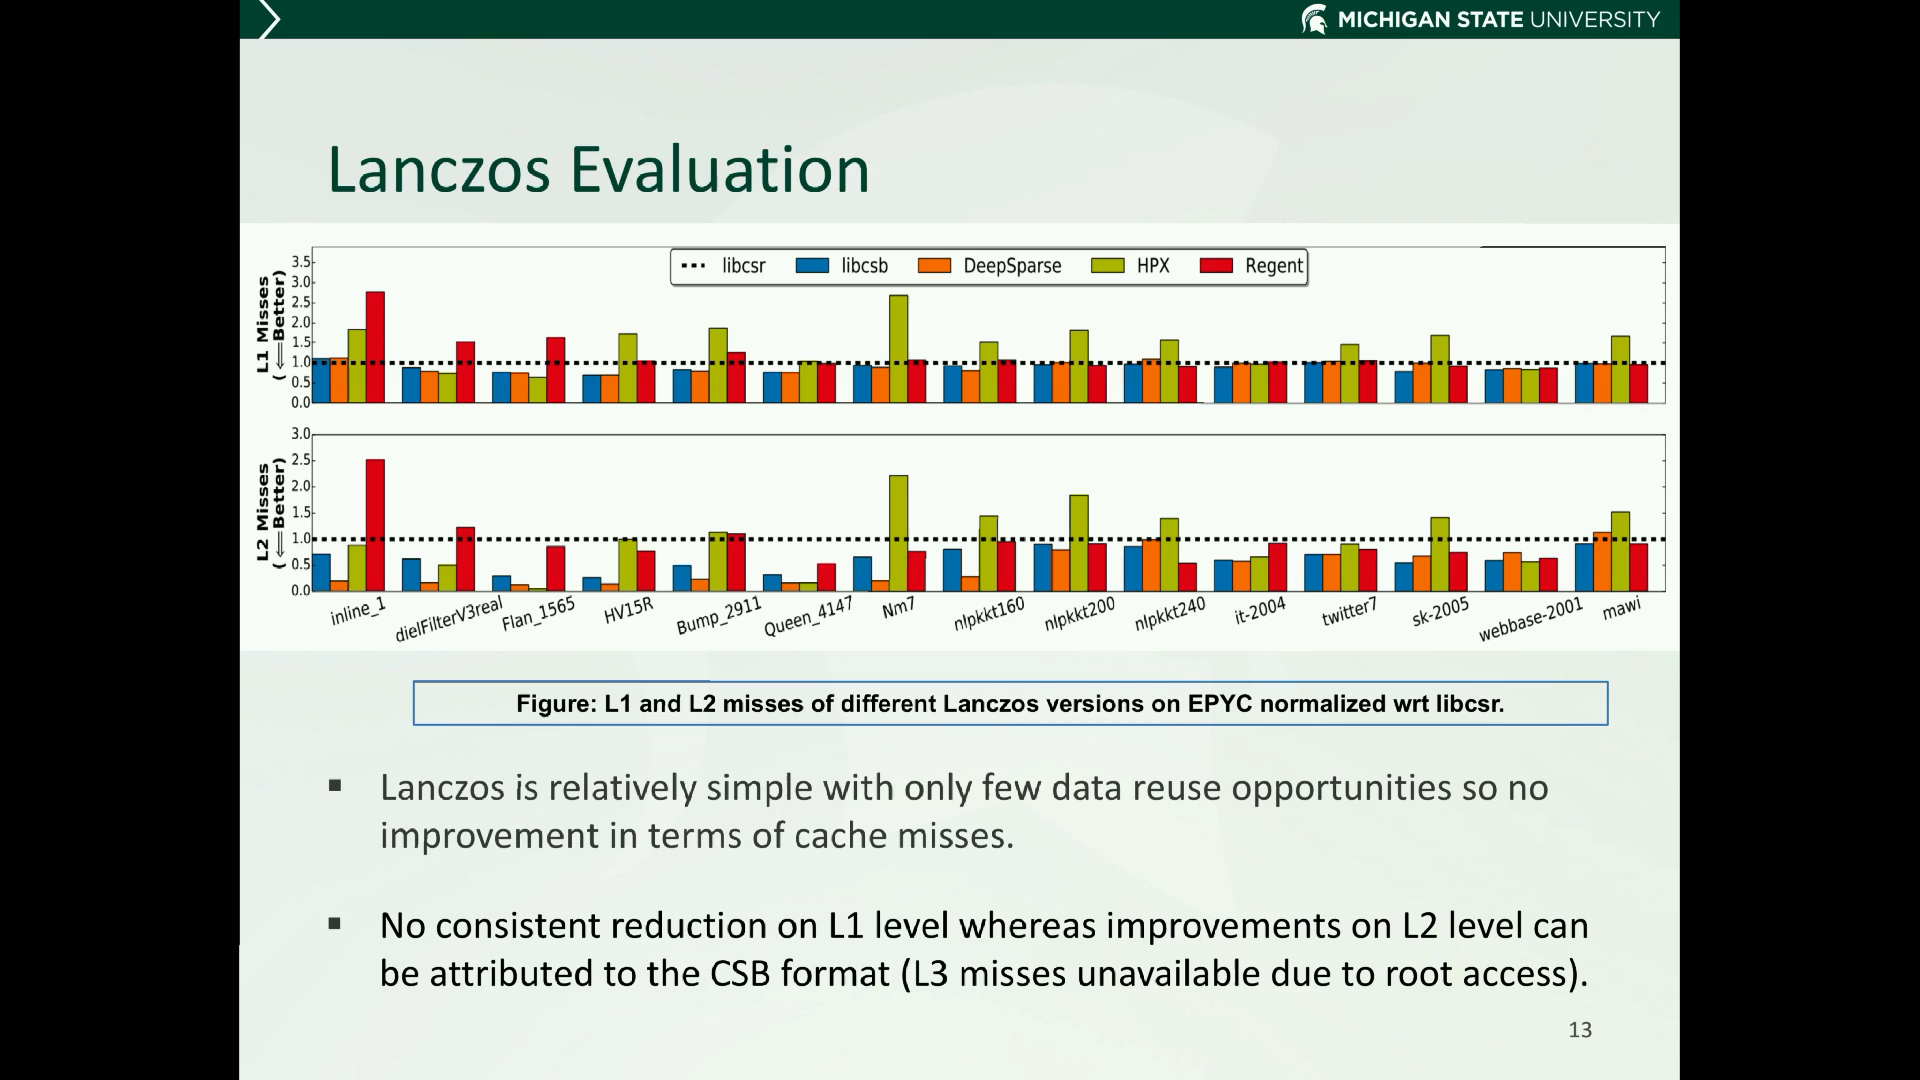 MICHIGAN STATE UNIVERSITY
Lanczos Evaluation
libcsr libcsb DeepSparse HPX Regent
L1 Misses
(⟸ Better)
3.5
3.0
2.5
2.0
1.5
1.0
0.5
0.0
L2 Misses
(⟸ Better)
3.0
2.5
2.0
1.5
1.0
0.5
0.0
inline_1 dielFilterV3real Flan_1565 HV15R Bump_2911 Queen_4147 Nm7 nlpkkt160 nlpkkt200 nlpkkt240 it-2004 twitter7 sk-2005 webbase-2001 mawi
Figure: L1 and L2 misses of different Lanczos versions on EPYC normalized wrt libcsr.
▪ Lanczos is relatively simple with only few data reuse opportunities so no
improvement in terms of cache misses.
▪ No consistent reduction on L1 level whereas improvements on L2 level can
be attributed to the CSB format (L3 misses unavailable due to root access).
13